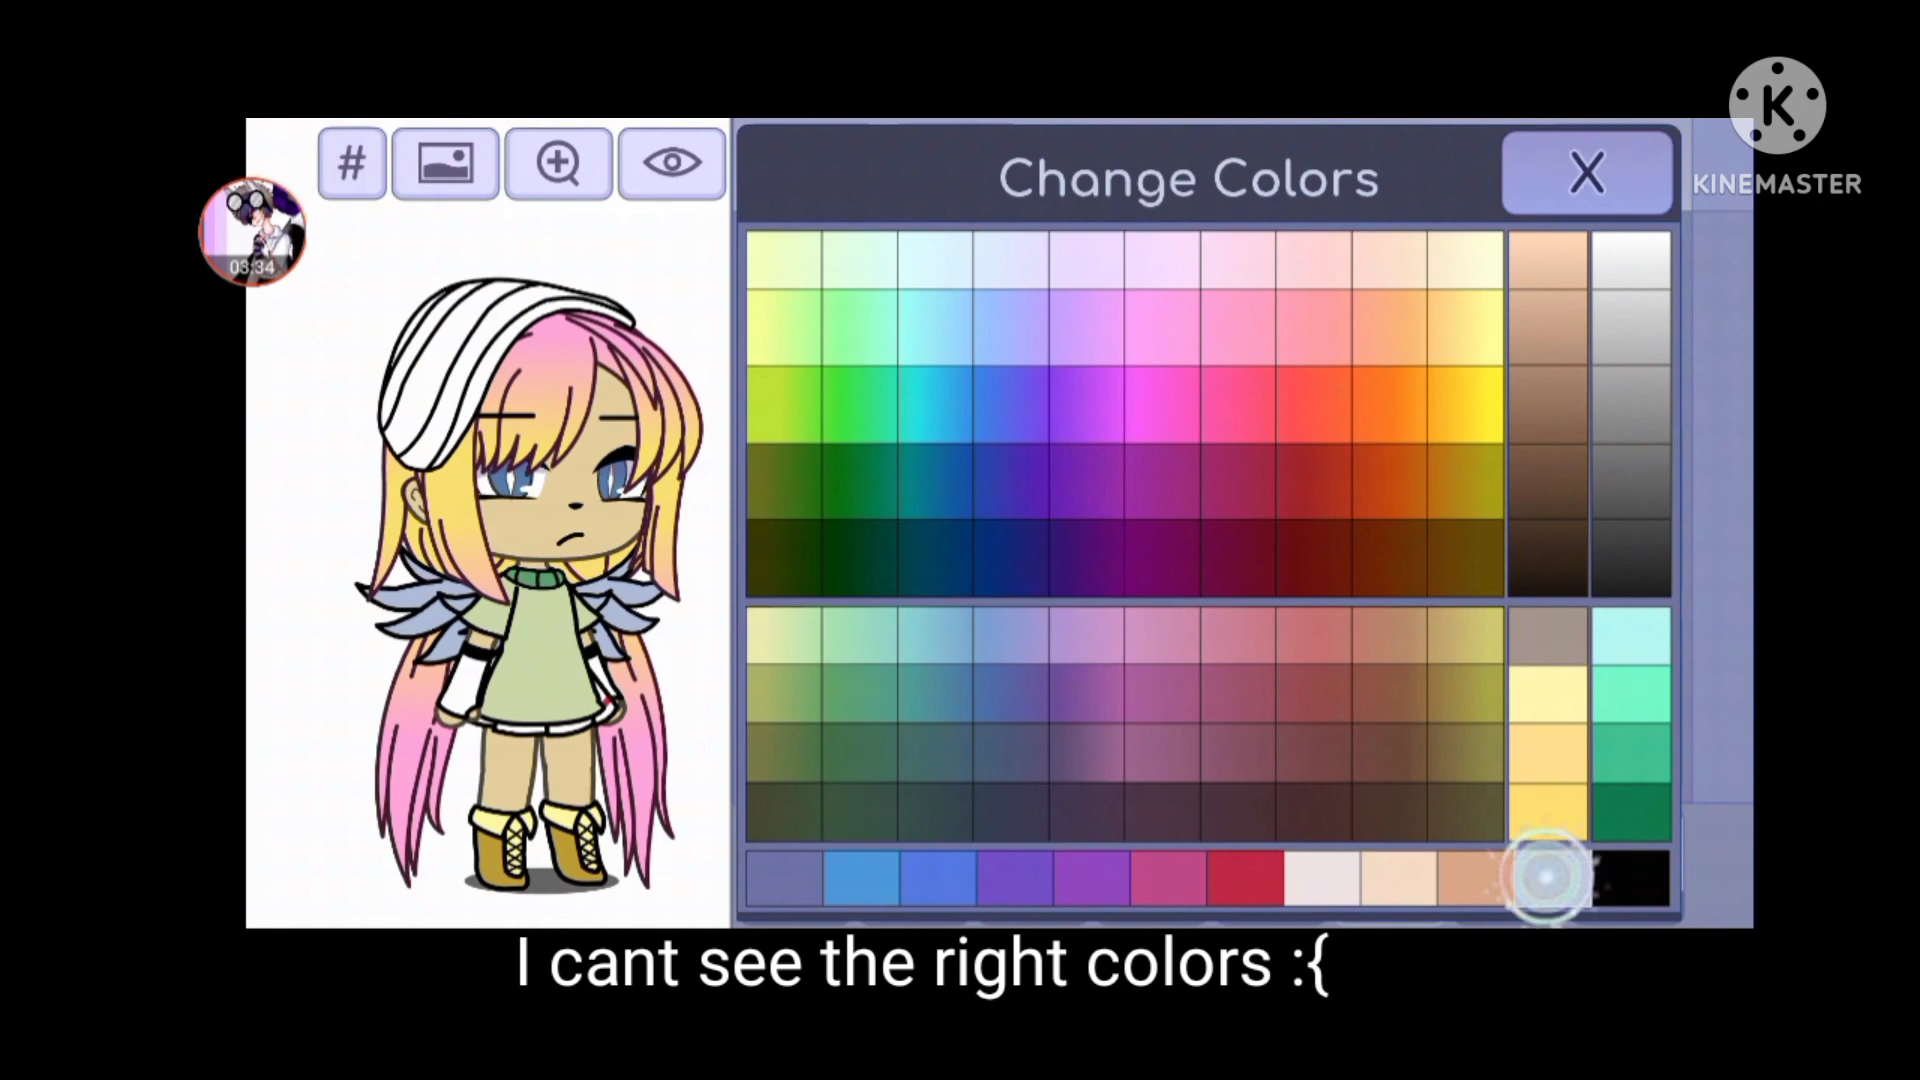 #
Change Colors
X
K
KINEMASTER
03:34
I cant see the right colors :{